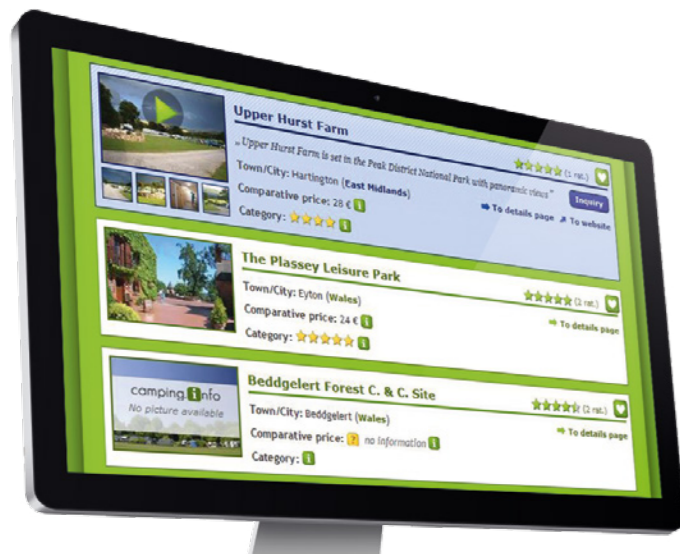 Upper Hurst Farm
(1 rat.)
„Upper Hurst Farm is set in the Peak District National Park with panoramic views"
Town/City: Hartington (East Midlands)
Inquiry
Comparative price: 28 € i
To details page To website
Category: i
The Plassey Leisure Park
Town/City: Eyton (Wales)
(2 rat.)
Comparative price: 24 € i
To details page
Category: i
Beddgelert Forest C. & C. Site
camping.info
No picture available
(2 rat.)
Town/City: Beddgelert (Wales)
To details page
Comparative price: ? no information i
Category: i